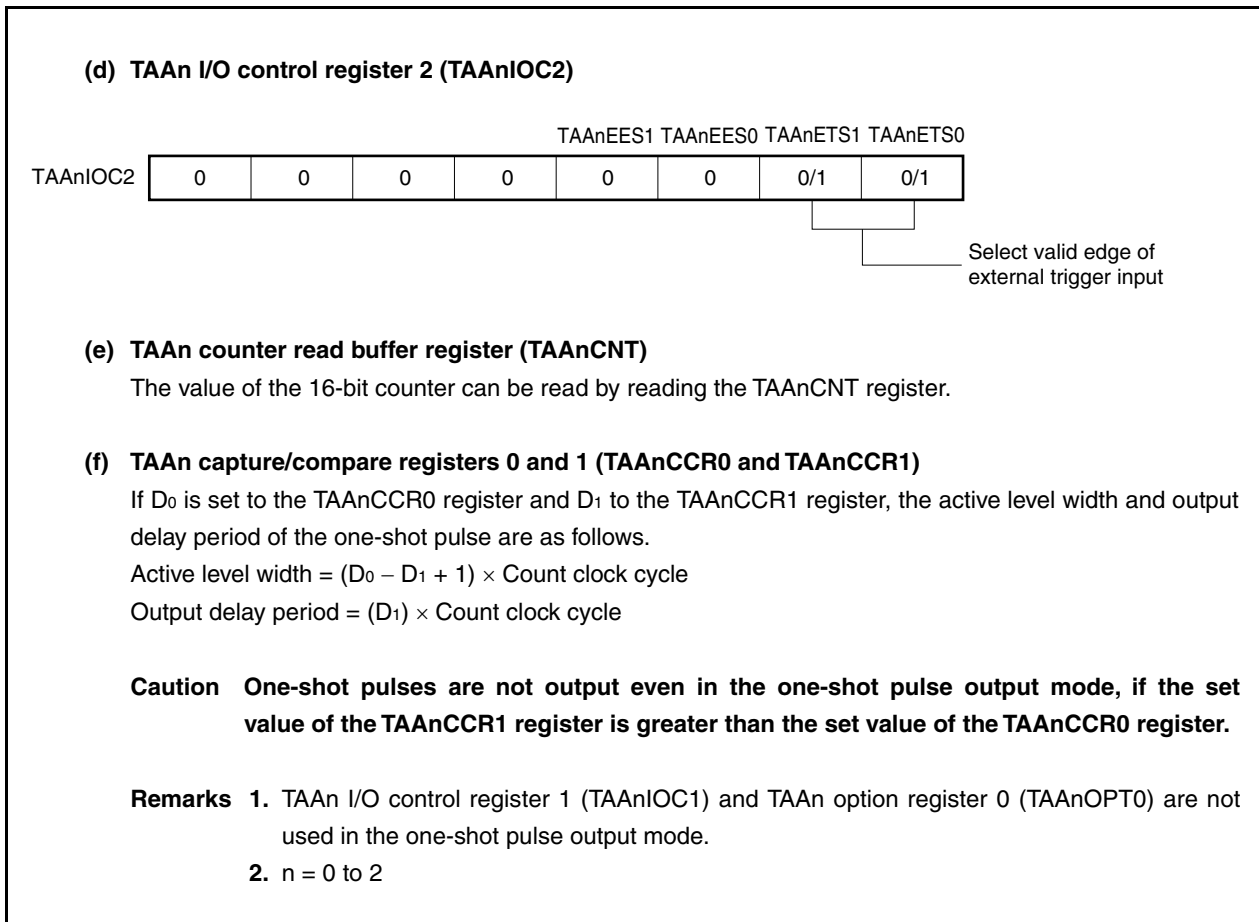 (d) TAAn I/O control register 2 (TAAnIOC2)
TAAnEES1 TAAnEES0 TAAnETS1 TAAnETS0
TAAnIOC2 0 0 0 0 0 0 0/1 0/1
Select valid edge of
external trigger input
(e) TAAn counter read buffer register (TAAnCNT)
The value of the 16-bit counter can be read by reading the TAAnCNT register.
(f) TAAn capture/compare registers 0 and 1 (TAAnCCR0 and TAAnCCR1)
If D0 is set to the TAAnCCR0 register and D1 to the TAAnCCR1 register, the active level width and output
delay period of the one-shot pulse are as follows.
Active level width = (D0 − D1 + 1) × Count clock cycle
Output delay period = (D1) × Count clock cycle
Caution One-shot pulses are not output even in the one-shot pulse output mode, if the set
value of the TAAnCCR1 register is greater than the set value of the TAAnCCR0 register.
Remarks 1. TAAn I/O control register 1 (TAAnIOC1) and TAAn option register 0 (TAAnOPT0) are not
used in the one-shot pulse output mode.
2. n = 0 to 2